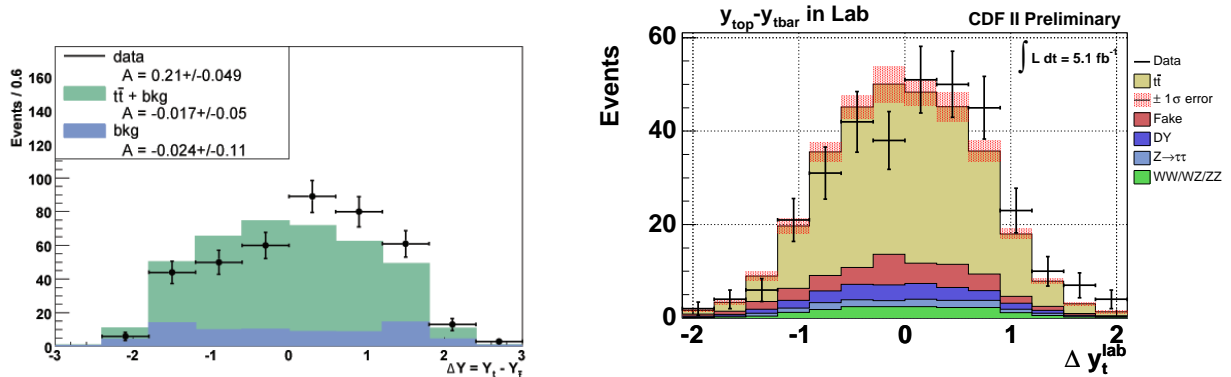 data
A = 0.21+/-0.049
tt̄ + bkg
A = -0.017+/-0.05
bkg
A = -0.024+/-0.11
Events / 0.6
160
140
120
100
80
60
40
20
0
-3 -2 -1 0 1 2 3
ΔY = Y_t - Y_t̄
y_top-y_tbar in Lab
CDF II Preliminary
∫ L dt = 5.1 fb⁻¹
Events
60
40
20
0
-2 -1 0 1 2
Δ y_t^lab
Data
tt̄
± 1σ error
Fake
DY
Z→ττ
WW/WZ/ZZ